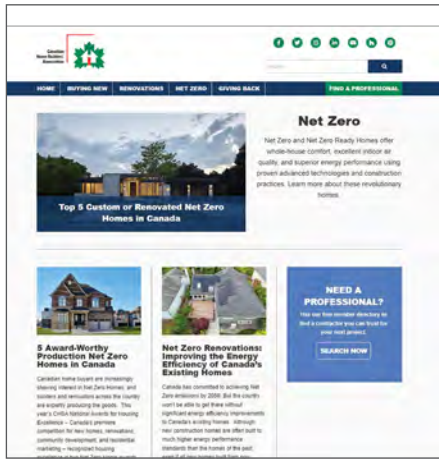 Canadian
Home Builders'
Association
HOME BUYING NEW RENOVATIONS NET ZERO GIVING BACK FIND A PROFESSIONAL
Top 5 Custom or Renovated Net Zero
Homes in Canada
Net Zero
Net Zero and Net Zero Ready Homes offer
whole-house comfort, excellent indoor air
quality, and superior energy performance using
proven advanced technologies and construction
practices. Learn more about these revolutionary
homes.
5 Award-Worthy
Production Net Zero
Homes in Canada
Canadian home buyers are increasingly
showing interest in Net Zero homes, and
builders and renovators across the country
are expertly producing the goods. This
year's CHBA National Awards for Housing
Excellence – Canada's premiere
competition for new homes, renovations,
community development, and residential
marketing – recognized housing
Net Zero Renovations:
Improving the Energy
Efficiency of Canada's
Existing Homes
Canada has committed to achieving Net
Zero emissions by 2050. But the country
won't be able to get there without
significant energy efficiency improvements
to Canada's existing homes. Although
new construction homes are often built to
much higher energy performance
standards than the homes of the past,
NEED A
PROFESSIONAL?
Use our free member directory to
find a contractor you can trust for
your next project.
SEARCH NOW